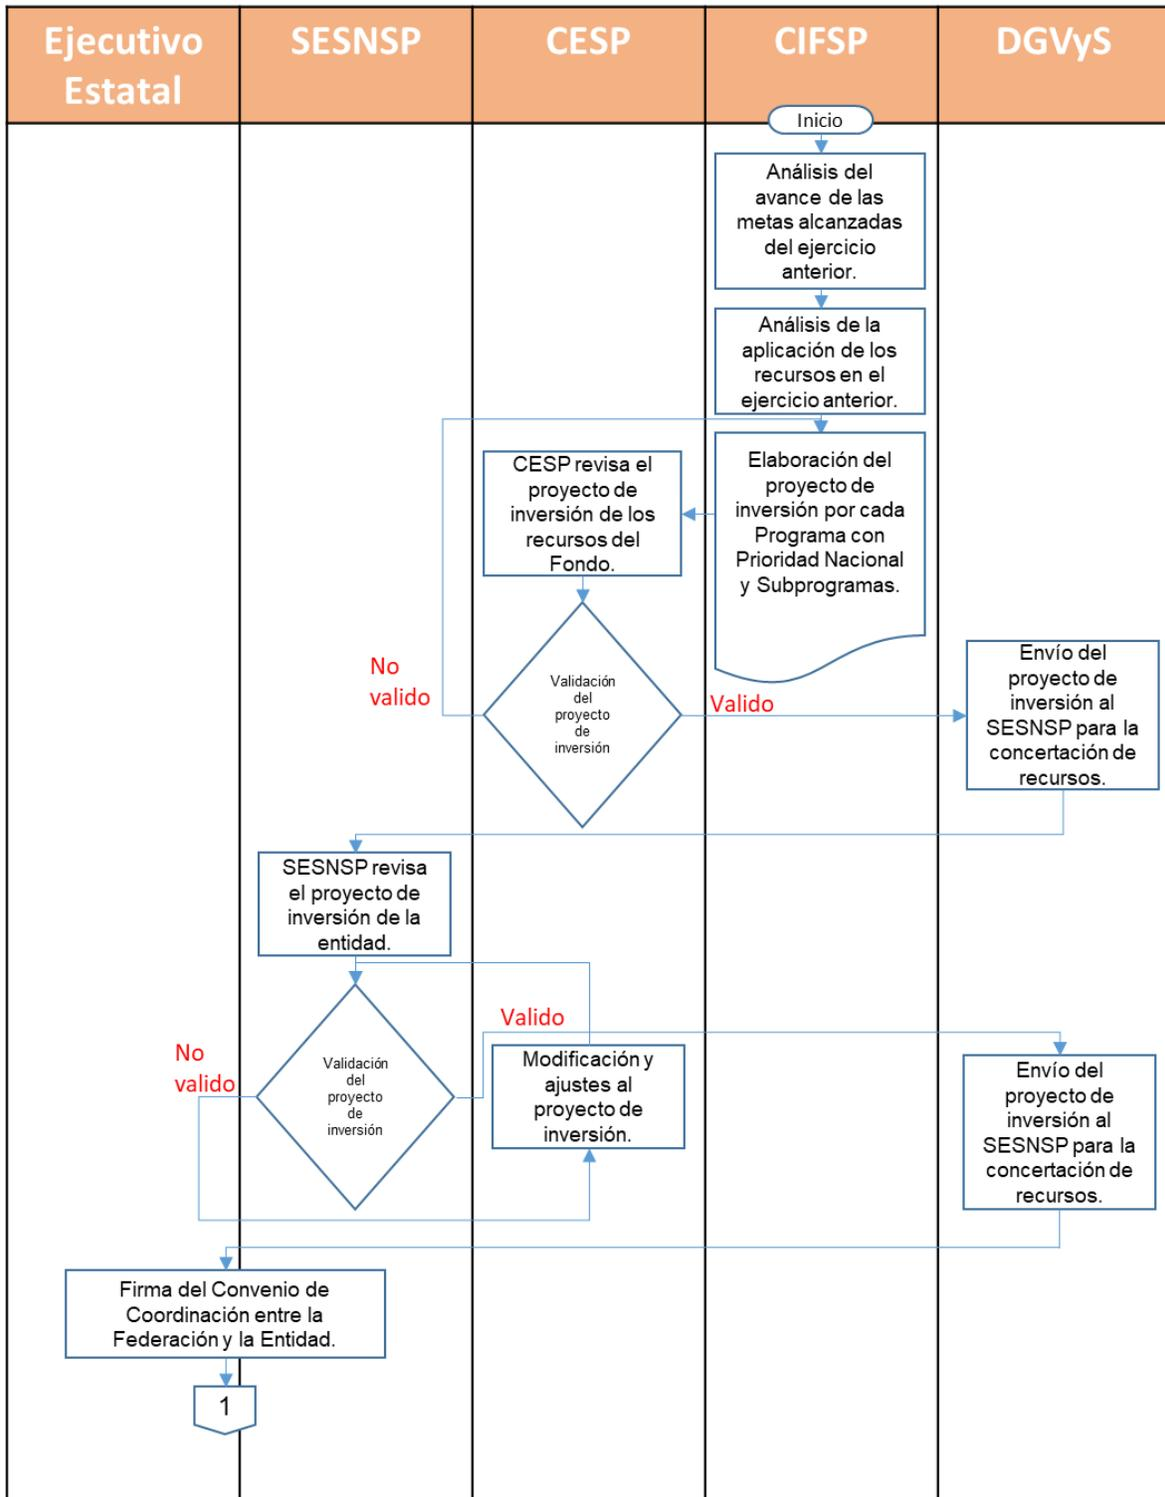 Ejecutivo
Estatal
SESNSP
CESP
CIFSP
DGVyS
Inicio
Análisis del
avance de las
metas alcanzadas
del ejercicio
anterior.
Análisis de la
aplicación de los
recursos en el
ejercicio anterior.
Elaboración del
proyecto de
inversión por cada
Programa con
Prioridad Nacional
y Subprogramas.
CESP revisa el
proyecto de
inversión de los
recursos del
Fondo.
No
valido
Validación
del
proyecto
de
inversión
Valido
Envío del
proyecto de
inversión al
SESNSP para la
concertación de
recursos.
SESNSP revisa
el proyecto de
inversión de la
entidad.
No
valido
Validación
del
proyecto
de
inversión
Valido
Modificación y
ajustes al
proyecto de
inversión.
Envío del
proyecto de
inversión al
SESNSP para la
concertación de
recursos.
Firma del Convenio de
Coordinación entre la
Federación y la Entidad.
1